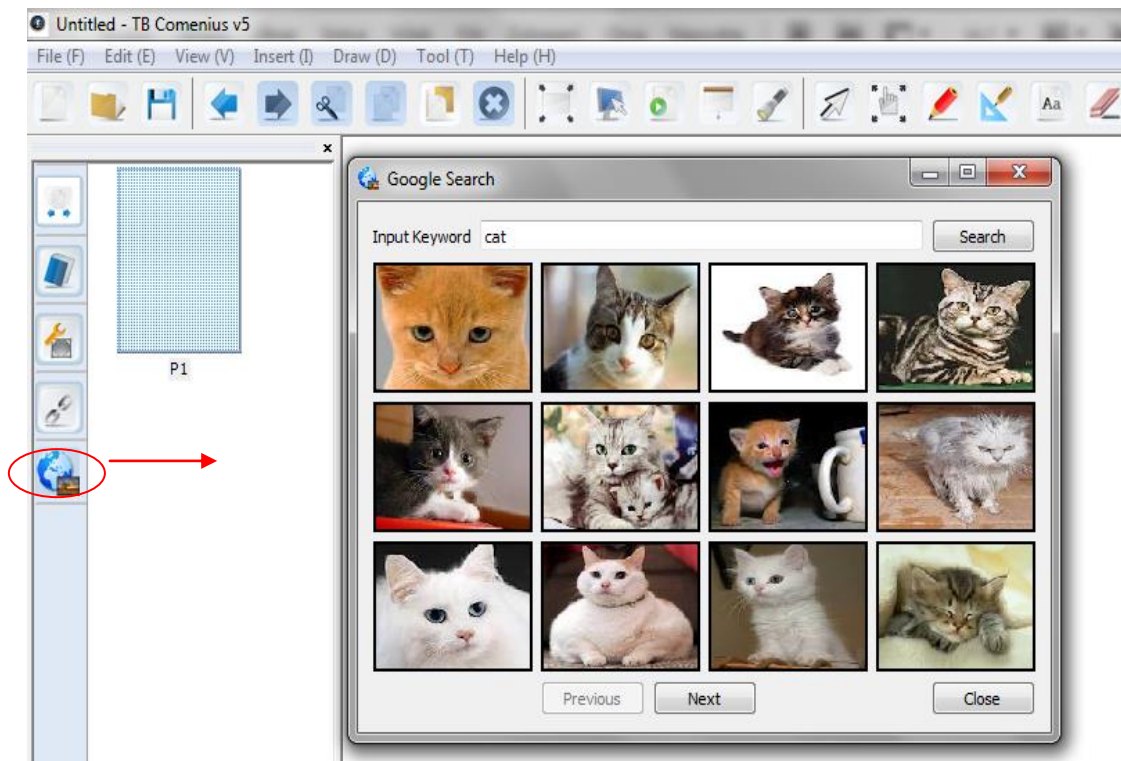 Untitled - TB Comenius v5
File (F) Edit (E) View (V) Insert (I) Draw (D) Tool (T) Help (H)
Aa
x
Google Search
Input Keyword cat Search
P1
Previous Next Close